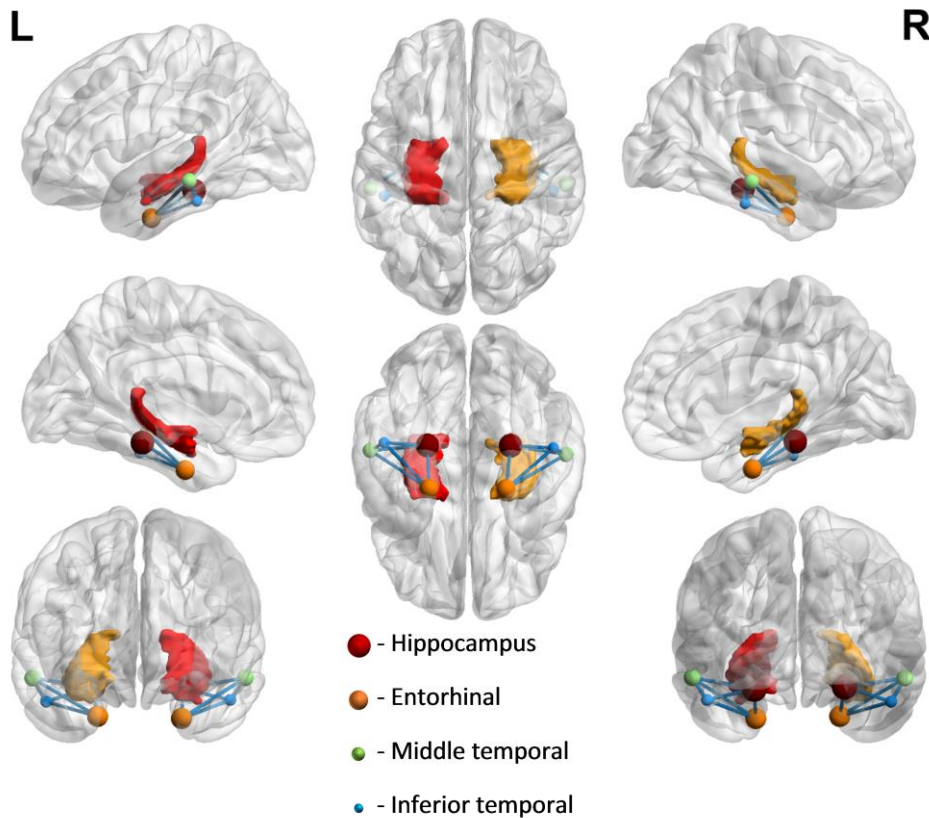 L
R
- Hippocampus
- Entorhinal
- Middle temporal
- Inferior temporal